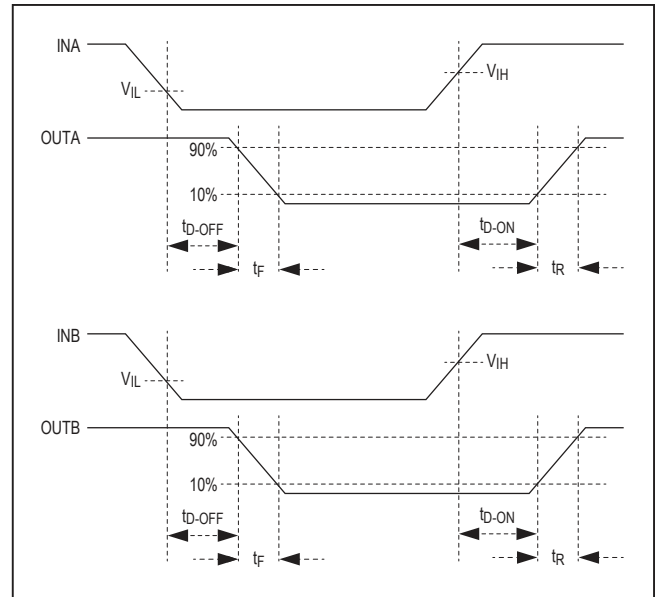 INA
VIH
VIL
OUTA
90%
10%
tD-OFF
tD-ON
tF
tR
INB
VIH
VIL
OUTB
90%
10%
tD-OFF
tD-ON
tF
tR